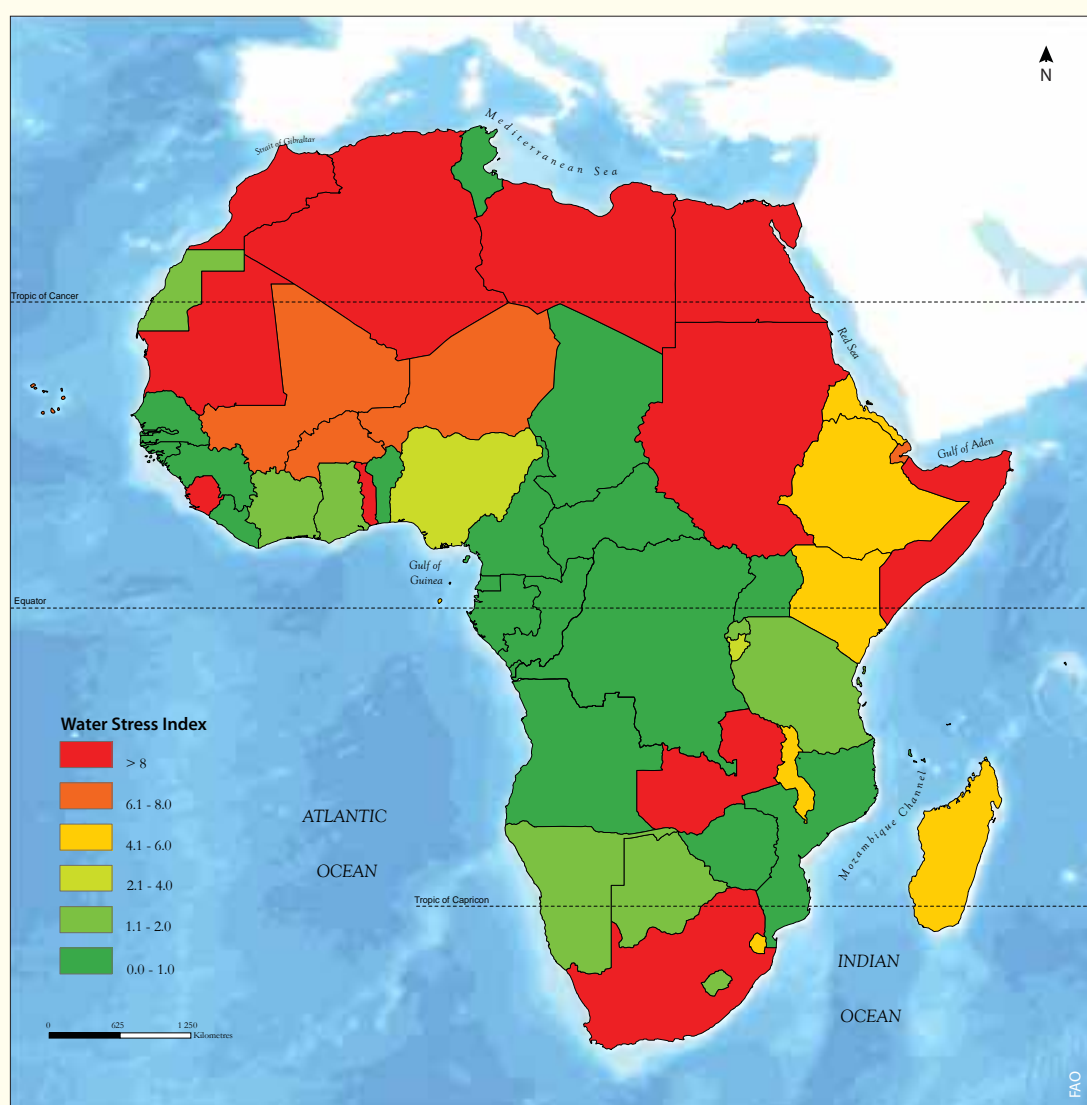 N
Strait of Gibraltar
Mediterranean Sea
Tropic of Cancer
Red Sea
Gulf of Aden
Gulf of
Guinea
Equator
Water Stress Index
> 8
6.1 - 8.0
4.1 - 6.0
2.1 - 4.0
1.1 - 2.0
0.0 - 1.0
ATLANTIC
OCEAN
Mozambique Channel
Tropic of Capricon
INDIAN
OCEAN
0 625 1 250
Kilometres
FAO